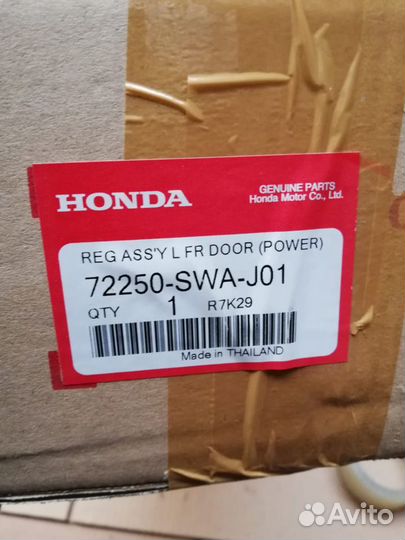 HONDA
GENUINE PARTS
Honda Motor Co., Ltd.
REG ASS'Y L FR DOOR (POWER)
72250-SWA-J01
QTY 1 R7K29
Made in THAILAND
Avito